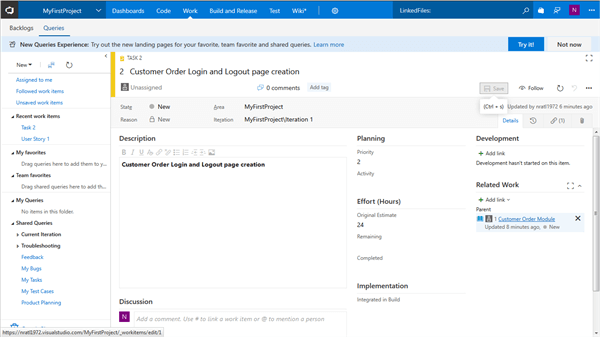 MyFirstProject Dashboards Code Work Build and Release Test Wiki* LinkedFiles: N
Backlogs Queries
New Queries Experience: Try out the new landing pages for your favorite, team favorite and shared queries. Learn more Try it! Not now
New
Assigned to me
Followed work items
Unsaved work items
Recent work items
Task 2
User Story 1
My favorites
Drag queries here to add them to y...
Team favorites
Drag shared queries here to add the...
My Queries
No items in this folder.
Shared Queries
Current Iteration
Troubleshooting
Feedback
My Bugs
My Tasks
My Test Cases
Product Planning
https://nratl1972.visualstudio.com/MyFirstProject/_workitems/edit/1
TASK 2
2 Customer Order Login and Logout page creation
Unassigned 0 comments Add tag Save Follow
(Ctrl + s)
State New Area MyFirstProject Updated by nratl1972 6 minutes ago
Reason New Iteration MyFirstProject\Iteration 1 Details (1)
Description
B I U
Customer Order Login and Logout page creation
Discussion
N Add a comment. Use # to link a work item or @ to mention a person
Planning
Priority
2
Activity
Effort (Hours)
Original Estimate
24
Remaining
Completed
Implementation
Integrated in Build
Development
+ Add link
Development hasn't started on this item.
Related Work
+ Add link
Parent
1 Customer Order Module
Updated 8 minutes ago, New